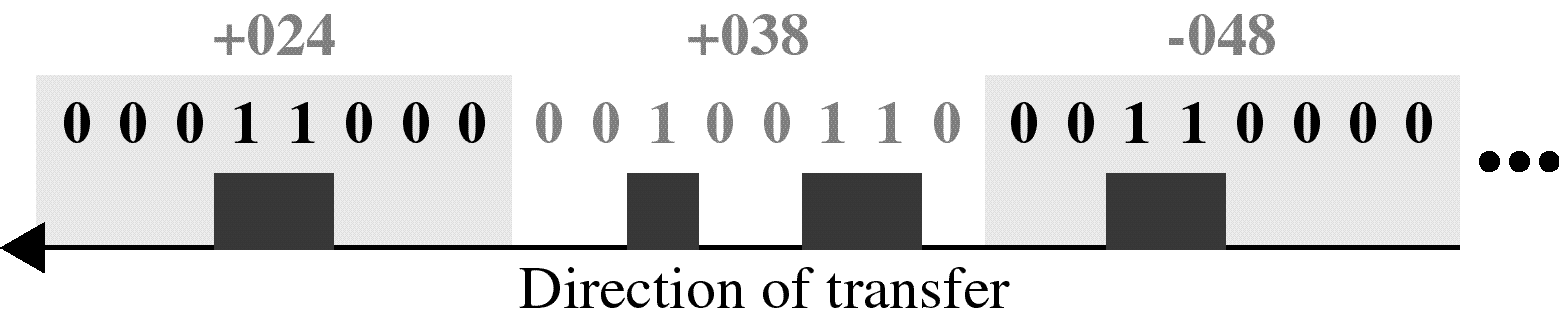 +024 +038 -048
0 0 0 1 1 0 0 0 0 0 1 0 0 1 1 0 0 0 1 1 0 0 0 0
•••
Direction of transfer